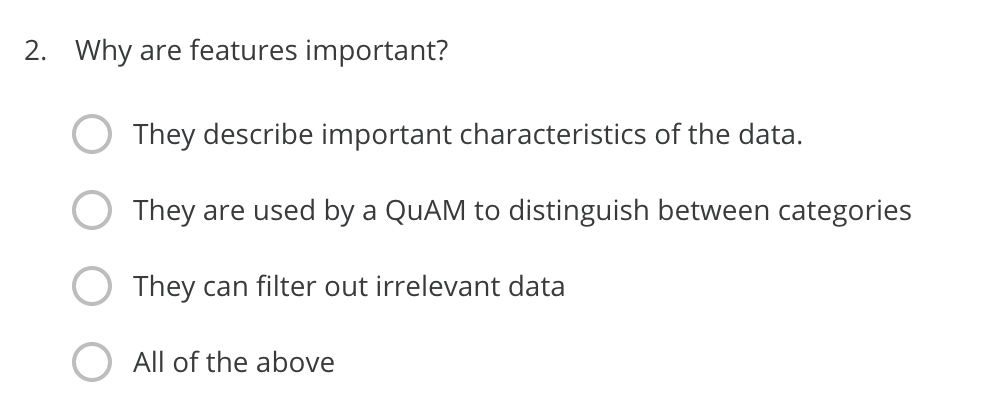 2. Why are features important?
They describe important characteristics of the data.
They are used by a QuAM to distinguish between categories
They can filter out irrelevant data
All of the above